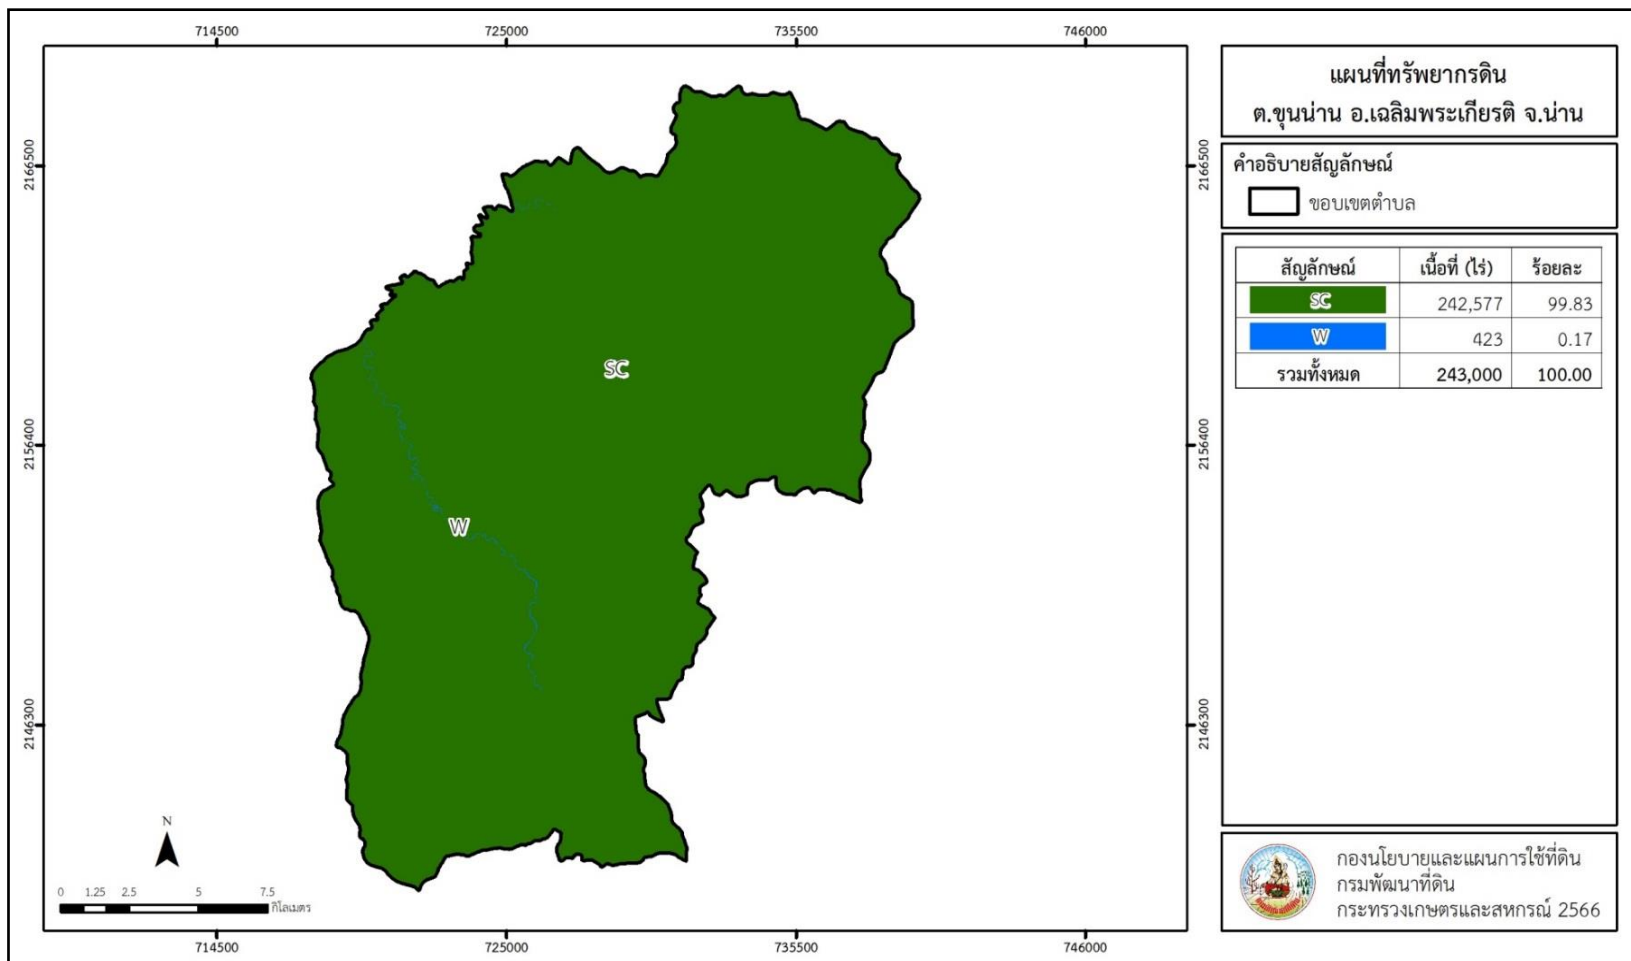 714500 725000 735500 746000
แผนที่ทรัพยากรดิน
ต.ขุนน่าน อ.เฉลิมพระเกียรติ จ.น่าน
คำอธิบายสัญลักษณ์
ขอบเขตตำบล
สัญลักษณ์ เนื้อที่ (ไร่) ร้อยละ
SC 242,577 99.83
W 423 0.17
รวมทั้งหมด 243,000 100.00
2166500 2166500
SC
2156400 2156400
W
2146300 2146300
N
0 1.25 2.5 5 7.5
กิโลเมตร
714500 725000 735500 746000
กองนโยบายและแผนการใช้ที่ดิน
กรมพัฒนาที่ดิน
กระทรวงเกษตรและสหกรณ์ 2566